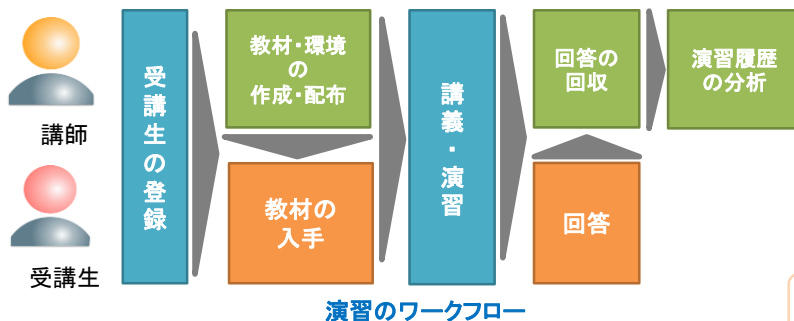 講師
受講生
受講生の登録
教材・環境
の
作成・配布
教材の
入手
講義・演習
回答の
回収
回答
演習履歴
の分析
演習のワークフロー